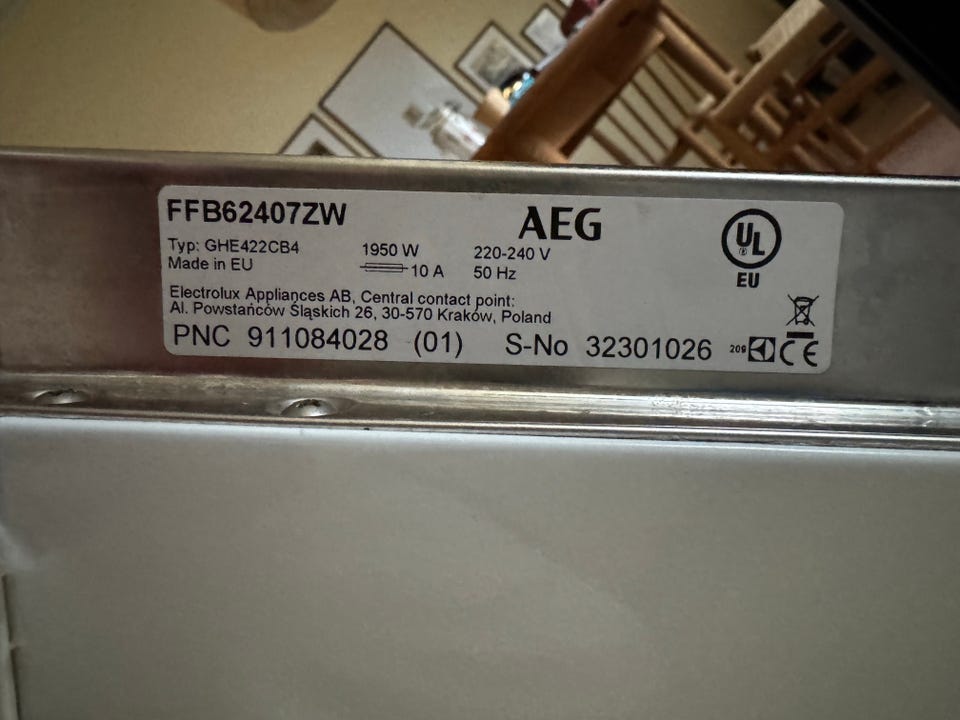 FFB62407ZW
AEG
Typ: GHE422CB4 1950 W 220-240 V
Made in EU 10 A 50 Hz
UL
EU
Electrolux Appliances AB, Central contact point:
Al. Powstańców Śląskich 26, 30-570 Kraków, Poland
PNC 911084028 (01) S-No 32301026 209 CE